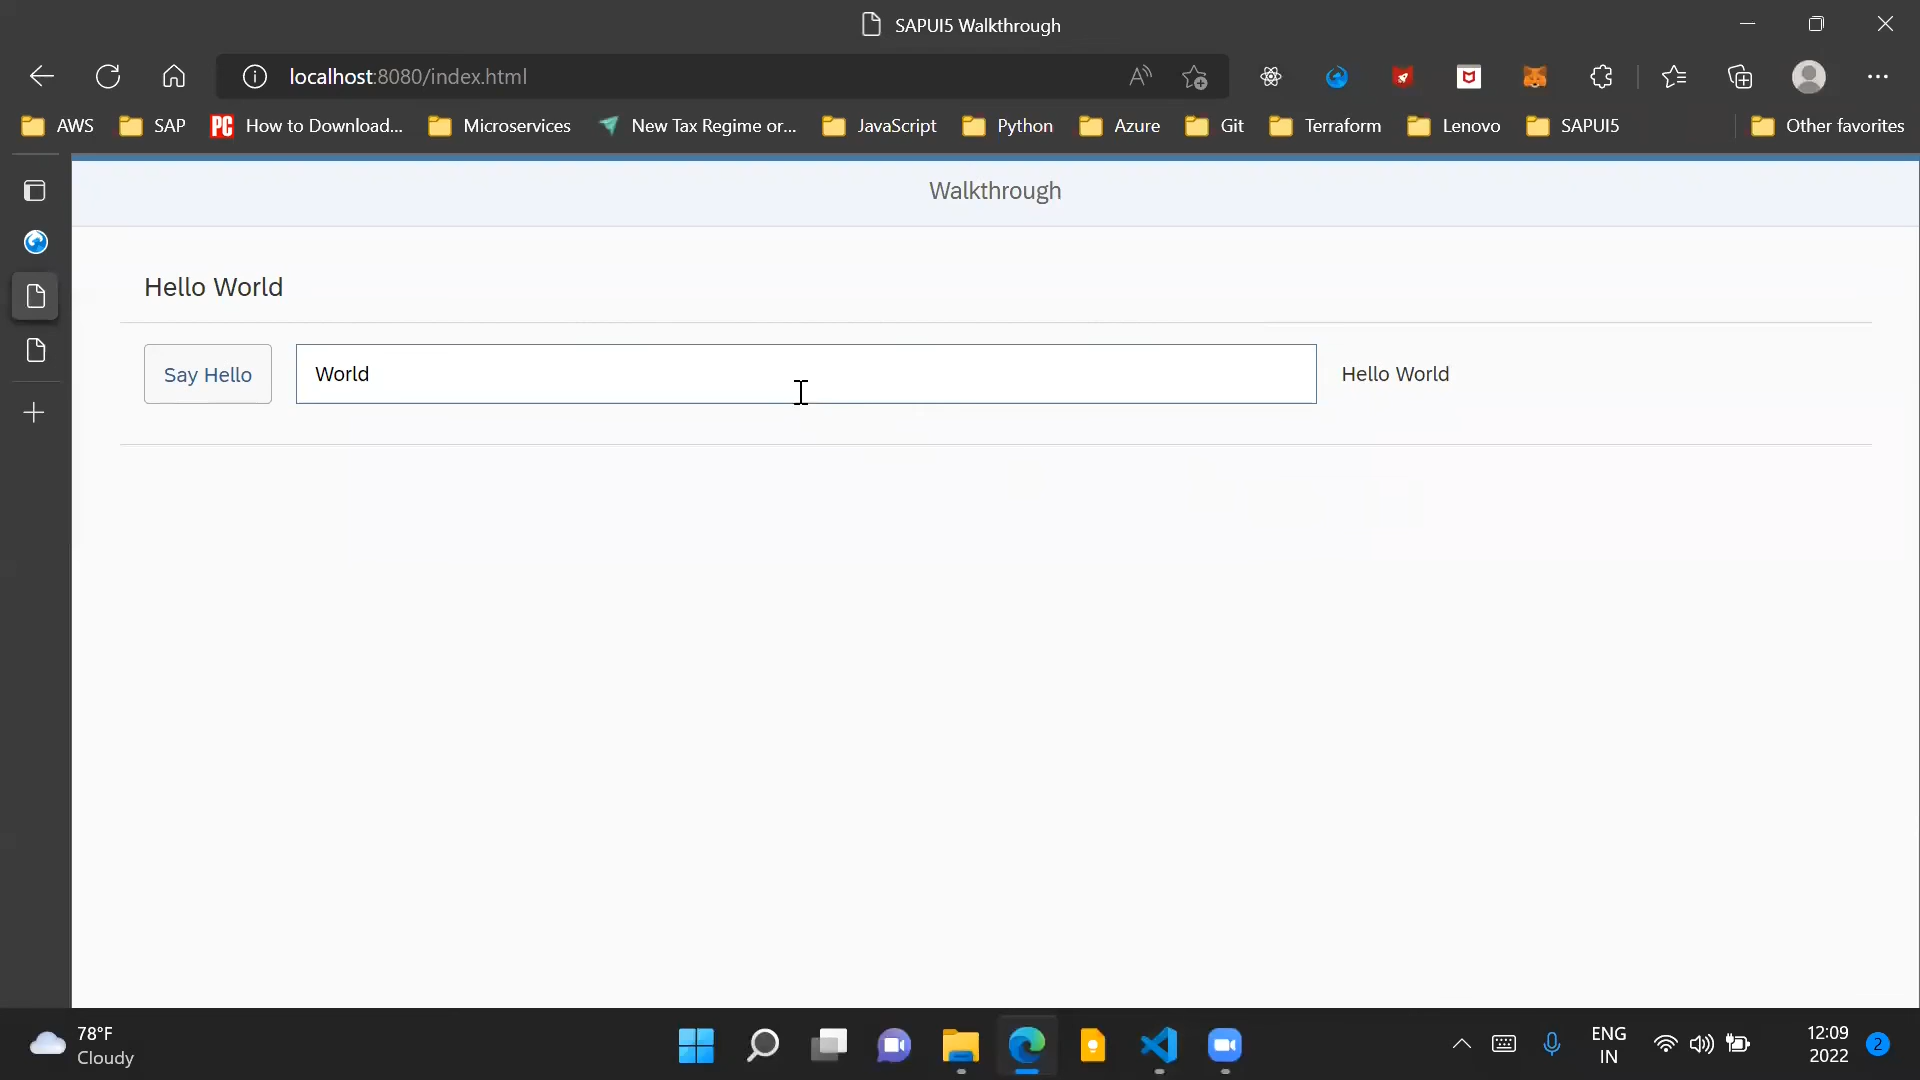 SAPUI5 Walkthrough
localhost:8080/index.html
AWS SAP PC How to Download... Microservices New Tax Regime or... JavaScript Python Azure Git Terraform Lenovo SAPUI5 Other favorites
Walkthrough
Hello World
Say Hello World Hello World
78°F
Cloudy
ENG
IN
12:09
2022
2